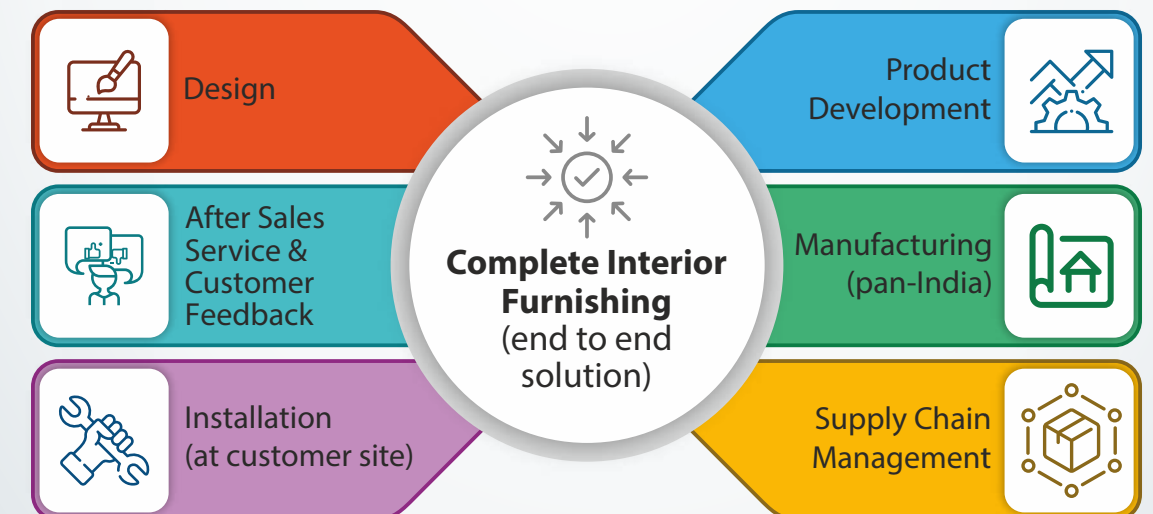 Design
Product
Development
After Sales
Service &
Customer
Feedback
Complete Interior
Furnishing
(end to end
solution)
Manufacturing
(pan-India)
Installation
(at customer site)
Supply Chain
Management